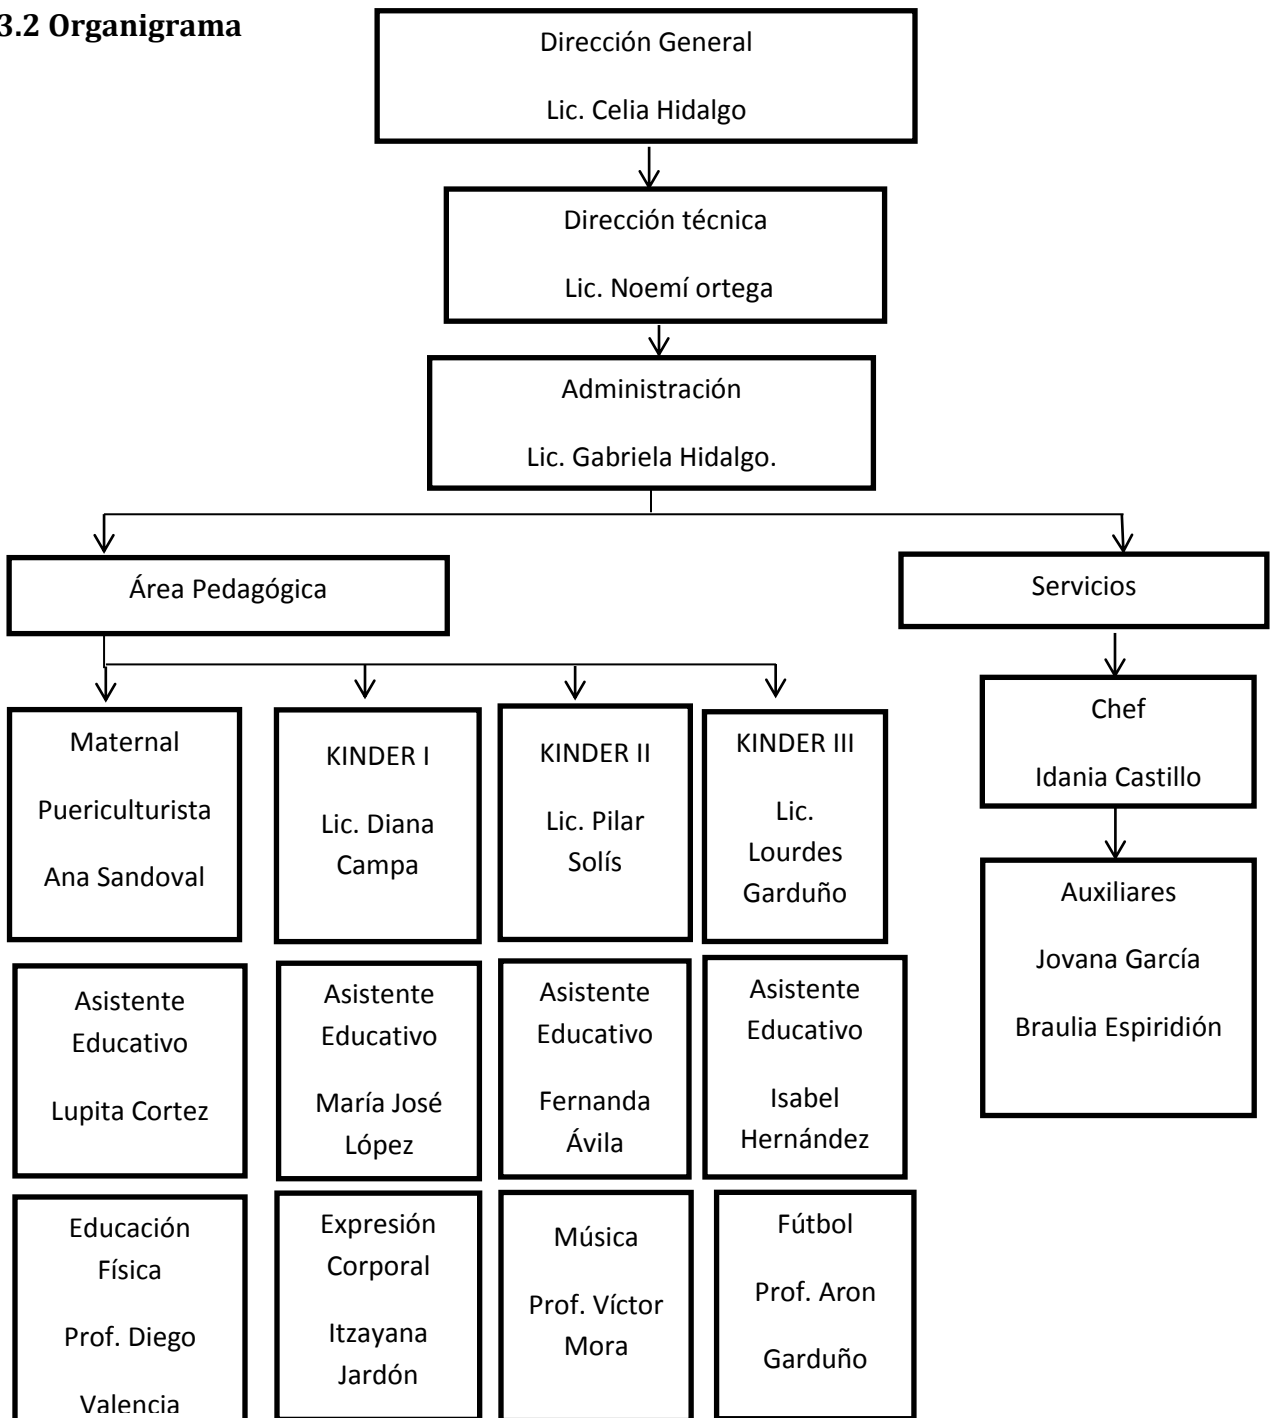 3.2 Organigrama
Dirección General
Lic. Celia Hidalgo
Dirección técnica
Lic. Noemí ortega
Administración
Lic. Gabriela Hidalgo.
Área Pedagógica
Servicios
Maternal
Puericulturista
Ana Sandoval
KINDER I
Lic. Diana
Campa
KINDER II
Lic. Pilar
Solís
KINDER III
Lic.
Lourdes
Garduño
Chef
Idania Castillo
Asistente
Educativo
Lupita Cortez
Asistente
Educativo
María José
López
Asistente
Educativo
Fernanda
Ávila
Asistente
Educativo
Isabel
Hernández
Auxiliares
Jovana García
Braulia Espiridión
Educación
Física
Prof. Diego
Valencia
Expresión
Corporal
Itzayana
Jardón
Música
Prof. Víctor
Mora
Fútbol
Prof. Aron
Garduño